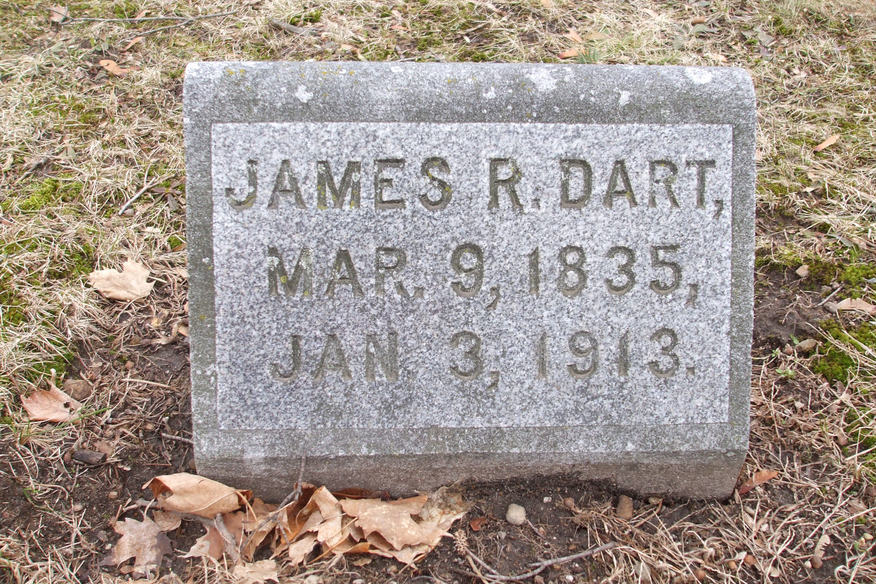 JAMES R. DART,
MAR. 9, 1835,
JAN 3, 1913.